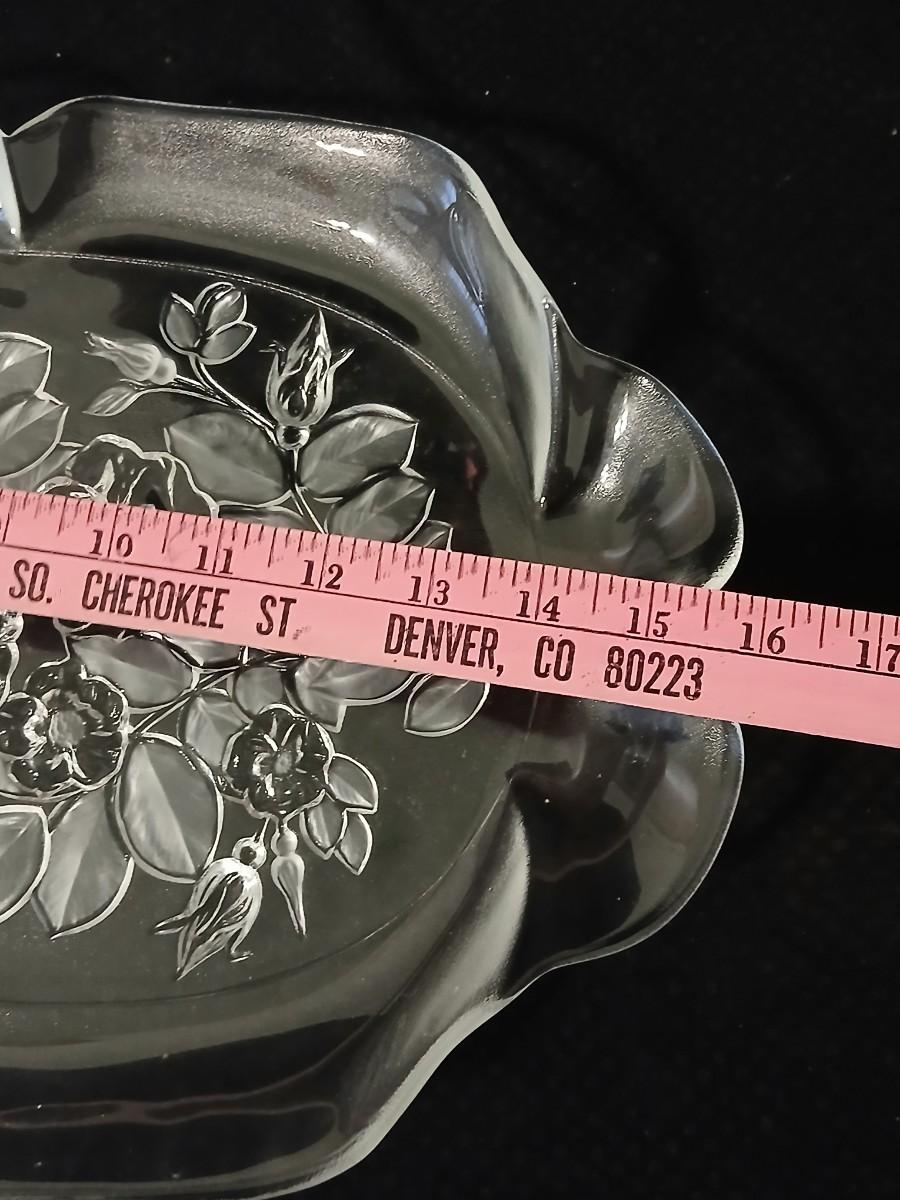 10 11 12 13 14 15 16 17
SO. CHEROKEE ST. DENVER, CO 80223